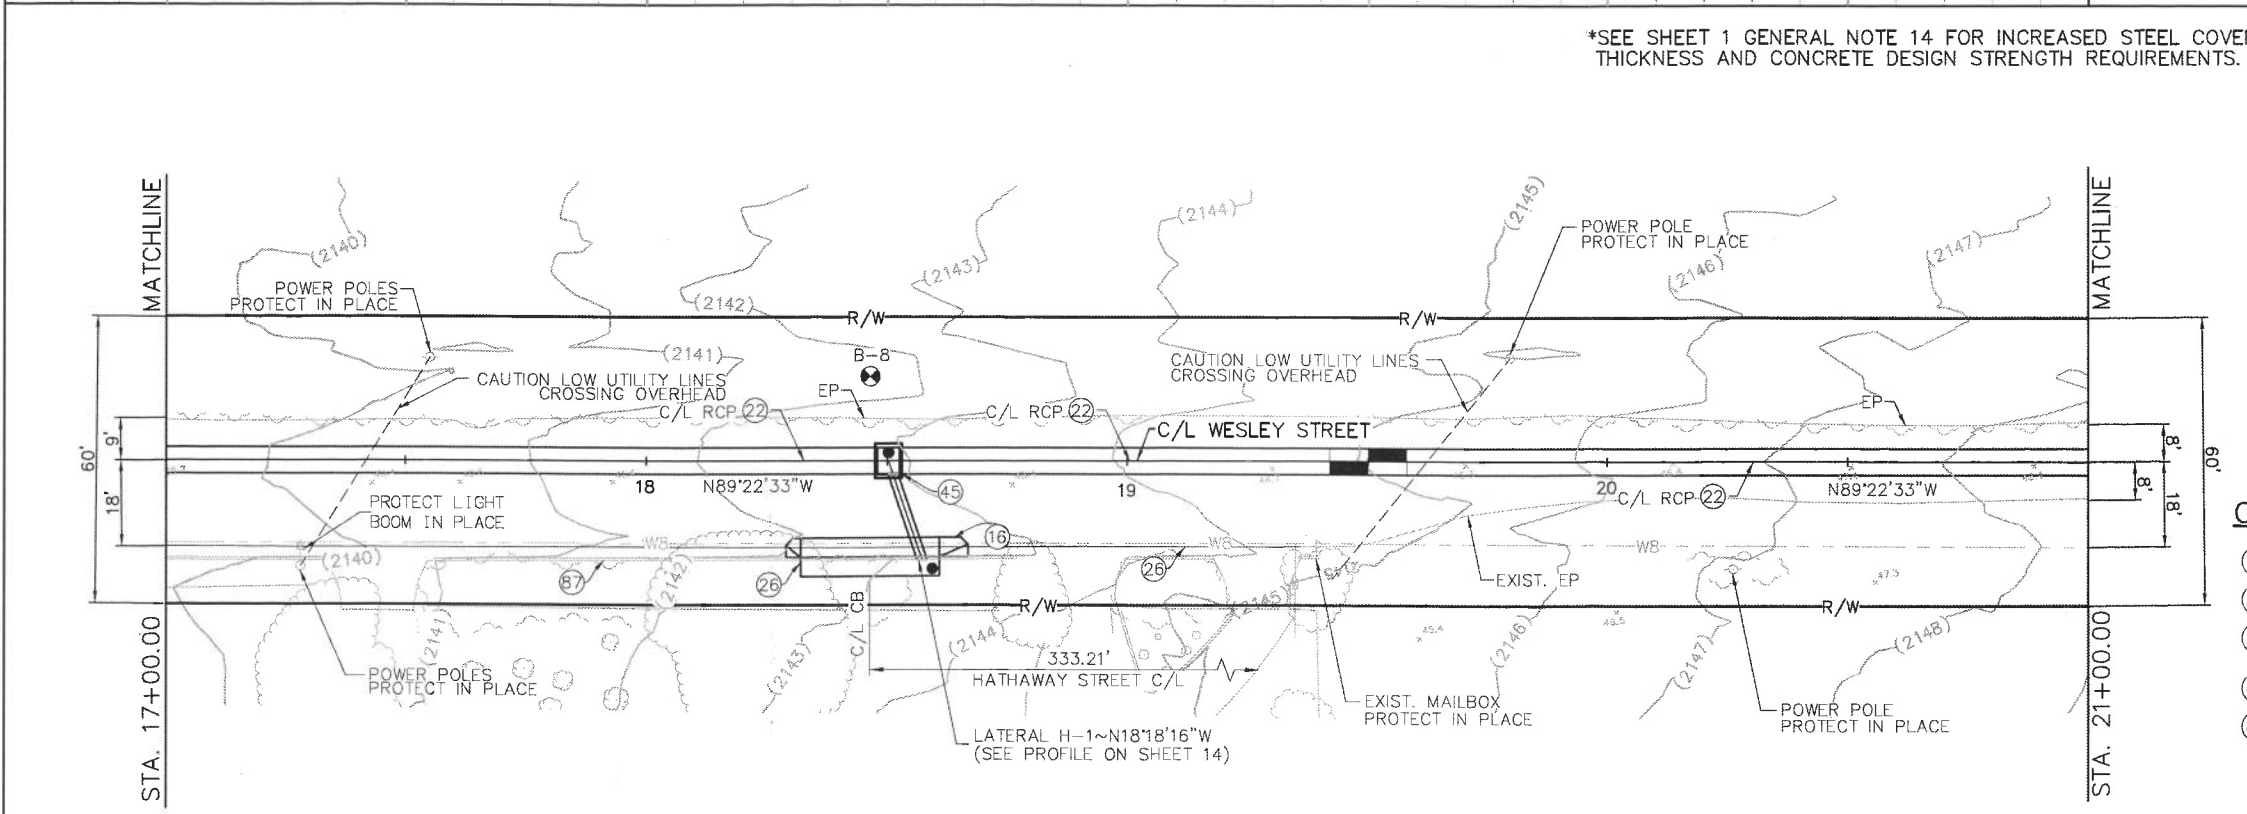 *SEE SHEET 1 GENERAL NOTE 14 FOR INCREASED STEEL COVER
THICKNESS AND CONCRETE DESIGN STRENGTH REQUIREMENTS.
MATCHLINE
MATCHLINE
(2140)
(2142)
(2143)
(2144)
(2145)
(2146)
(2147)
POWER POLE
PROTECT IN PLACE
POWER POLES
PROTECT IN PLACE
R/W
R/W
(2141)
B-8
EP
CAUTION LOW UTILITY LINES
CROSSING OVERHEAD
CAUTION LOW UTILITY LINES
CROSSING OVERHEAD
C/L RCP 22
C/L RCP 22
C/L WESLEY STREET
EP
60'
9'
18'
8'
8'
18'
60'
18
N89°22'33"W
45
19
20
C/L RCP 22
N89°22'33"W
PROTECT LIGHT
BOOM IN PLACE
W8
16
W8
W8
(2140)
87
(2142)
26
26
EXIST. EP
47.3
R/W
R/W
C/L CB
(2141)
(2143)
(2144
(2145)
45.4
46.5
(2146)
(2147)
(2148)
333.21'
HATHAWAY STREET C/L
POWER POLES
PROTECT IN PLACE
EXIST. MAILBOX
PROTECT IN PLACE
POWER POLE
PROTECT IN PLACE
LATERAL H-1~N18°18'16"W
(SEE PROFILE ON SHEET 14)
STA. 17+00.00
STA. 21+00.00